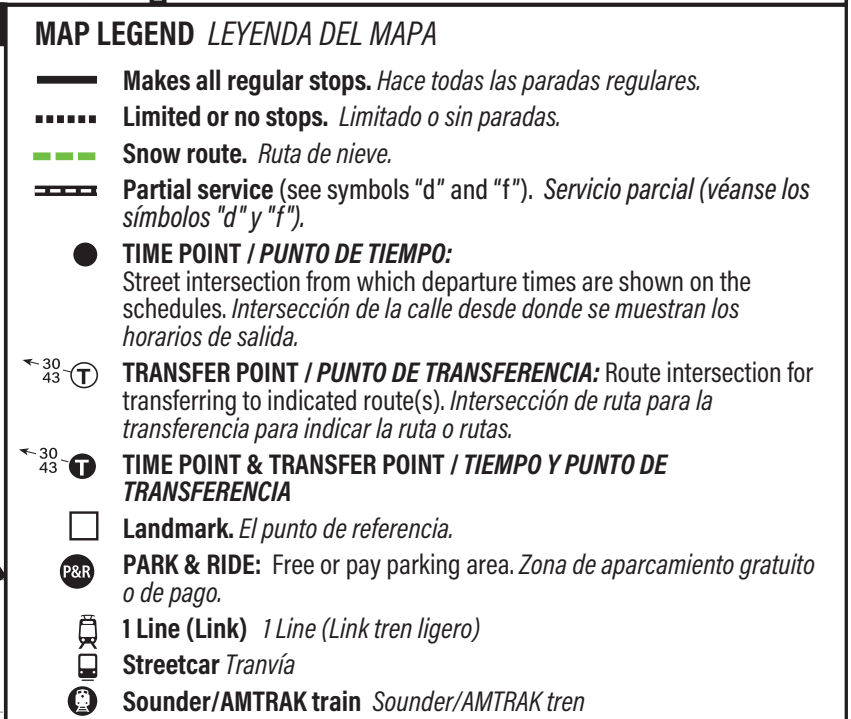 MAP LEGEND LEYENDA DEL MAPA
Makes all regular stops. Hace todas las paradas regulares.
Limited or no stops. Limitado o sin paradas.
Snow route. Ruta de nieve.
Partial service (see symbols "d" and "f"). Servicio parcial (véanse los
símbolos "d" y "f").
TIME POINT / PUNTO DE TIEMPO:
Street intersection from which departure times are shown on the
schedules. Intersección de la calle desde donde se muestran los
horarios de salida.
30 43 T TRANSFER POINT / PUNTO DE TRANSFERENCIA: Route intersection for
transferring to indicated route(s). Intersección de ruta para la
transferencia para indicar la ruta o rutas.
30 43 T TIME POINT & TRANSFER POINT / TIEMPO Y PUNTO DE
TRANSFERENCIA
Landmark. El punto de referencia.
P&R PARK & RIDE: Free or pay parking area. Zona de aparcamiento gratuito
o de pago.
1 Line (Link) 1 Line (Link tren ligero)
Streetcar Tranvía
Sounder/AMTRAK train Sounder/AMTRAK tren